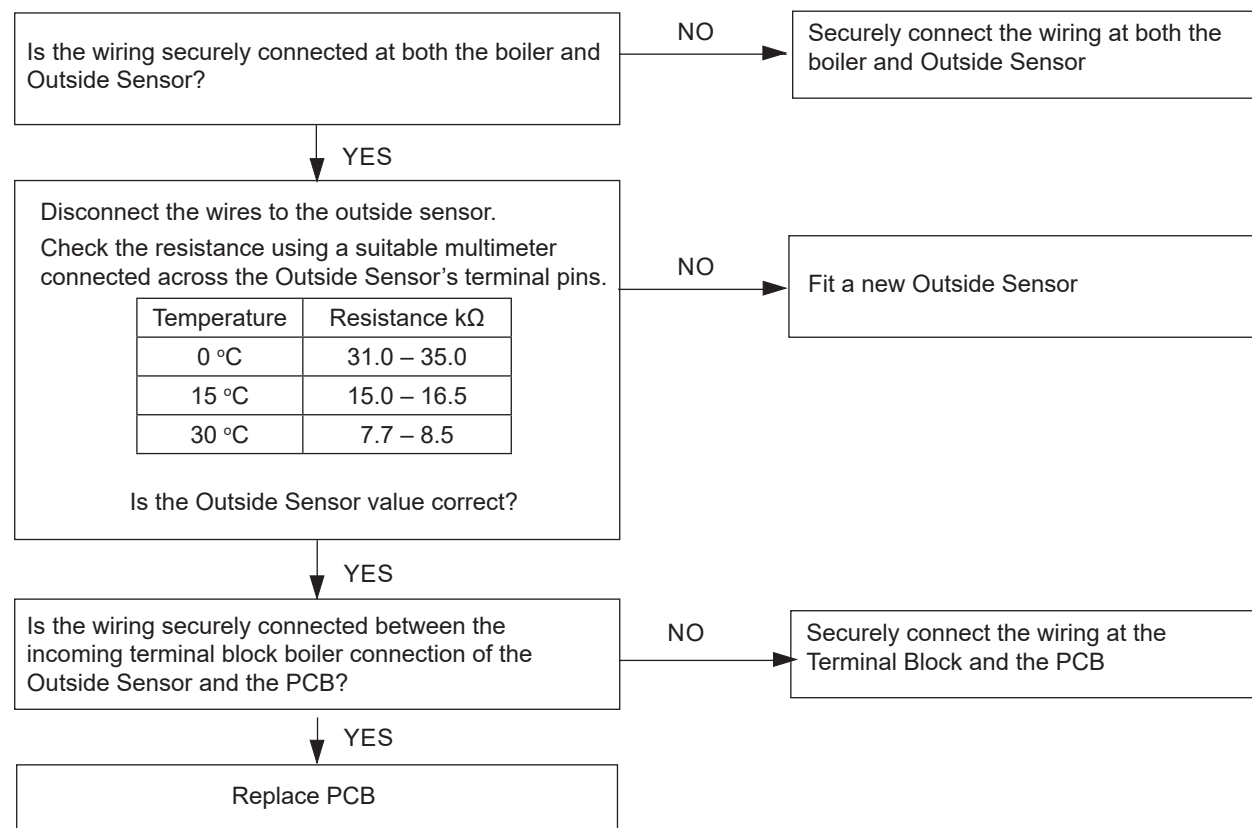 Is the wiring securely connected at both the boiler and
Outside Sensor?
NO
Securely connect the wiring at both the
boiler and Outside Sensor
YES
Disconnect the wires to the outside sensor.
Check the resistance using a suitable multimeter
connected across the Outside Sensor’s terminal pins.
Temperature Resistance kΩ
0 °C 31.0 – 35.0
15 °C 15.0 – 16.5
30 °C 7.7 – 8.5
Is the Outside Sensor value correct?
NO
Fit a new Outside Sensor
YES
Is the wiring securely connected between the
incoming terminal block boiler connection of the
Outside Sensor and the PCB?
NO
Securely connect the wiring at the
Terminal Block and the PCB
YES
Replace PCB